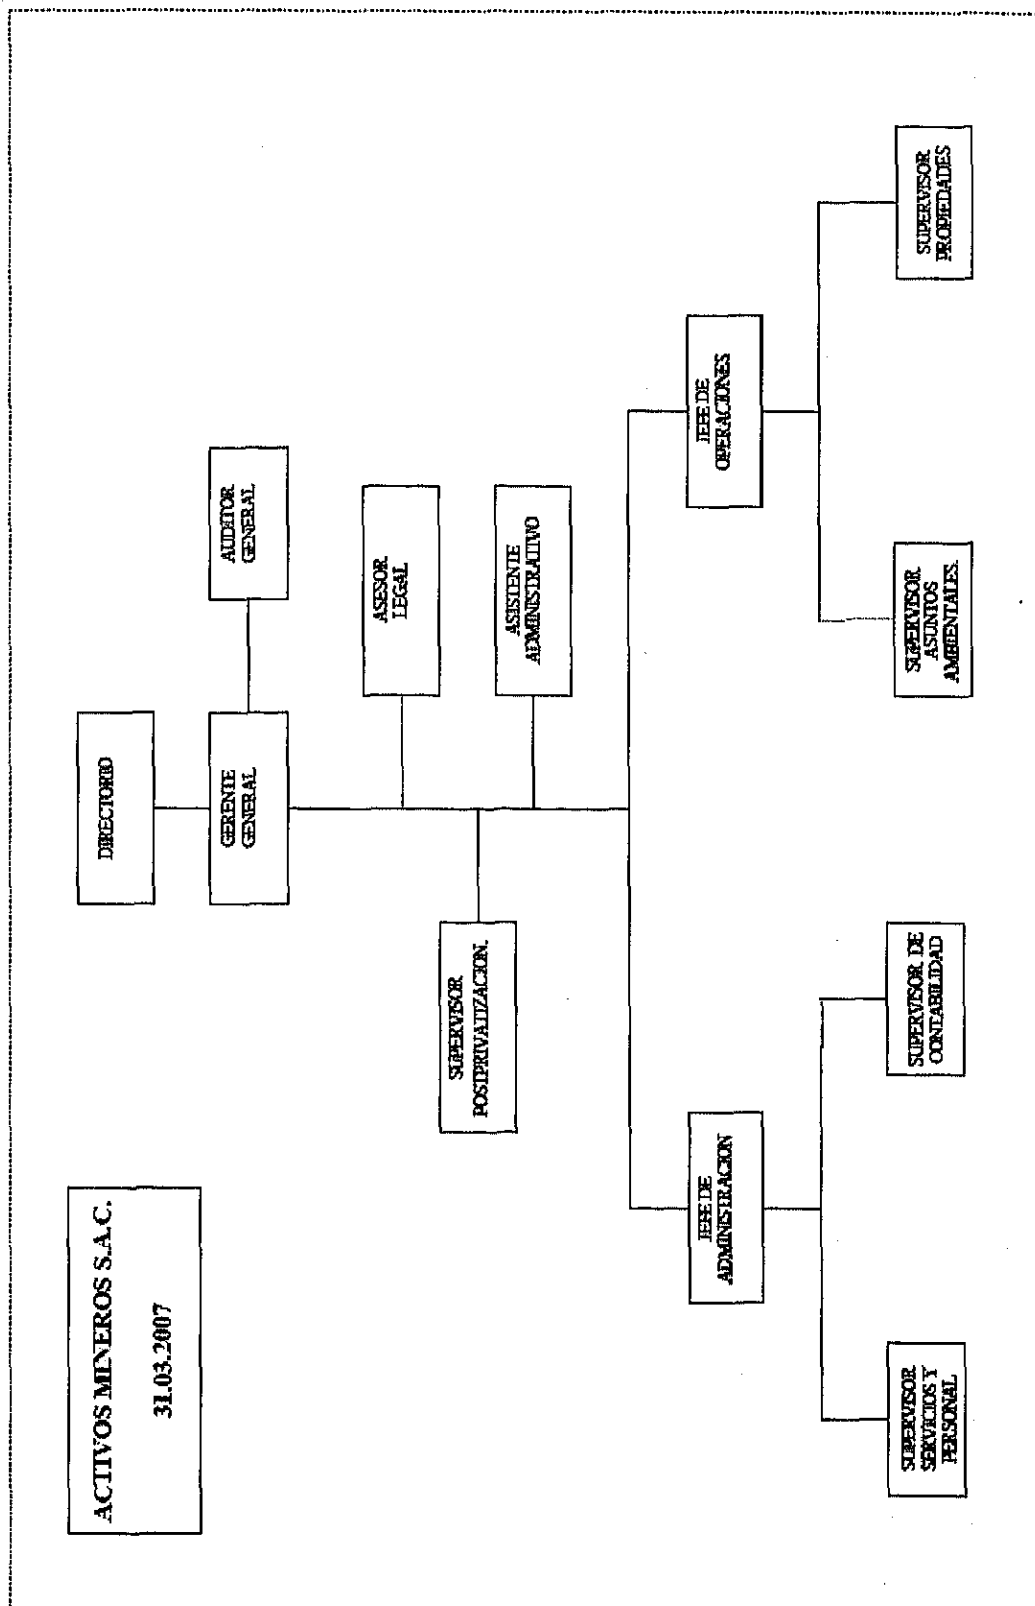 ACTIVOS MINEROS S.A.C.
31.03.2007
DIRECTORIO
GERENTE
GENERAL
AUDITOR
GENERAL
ASESOR
LEGAL
SUPERVISOR
POSTPRIVATIZACION.
ASISTENTE
ADMINISTRATIVO
JEFE DE
ADMINISTRACION
JEFE DE
OPERACIONES
SUPERVISOR
SERVICIOS Y
PERSONAL
SUPERVISOR DE
CONTABILIDAD
SUPERVISOR
ASUNTOS
AMBIENTALES.
SUPERVISOR
PROPIEDADES